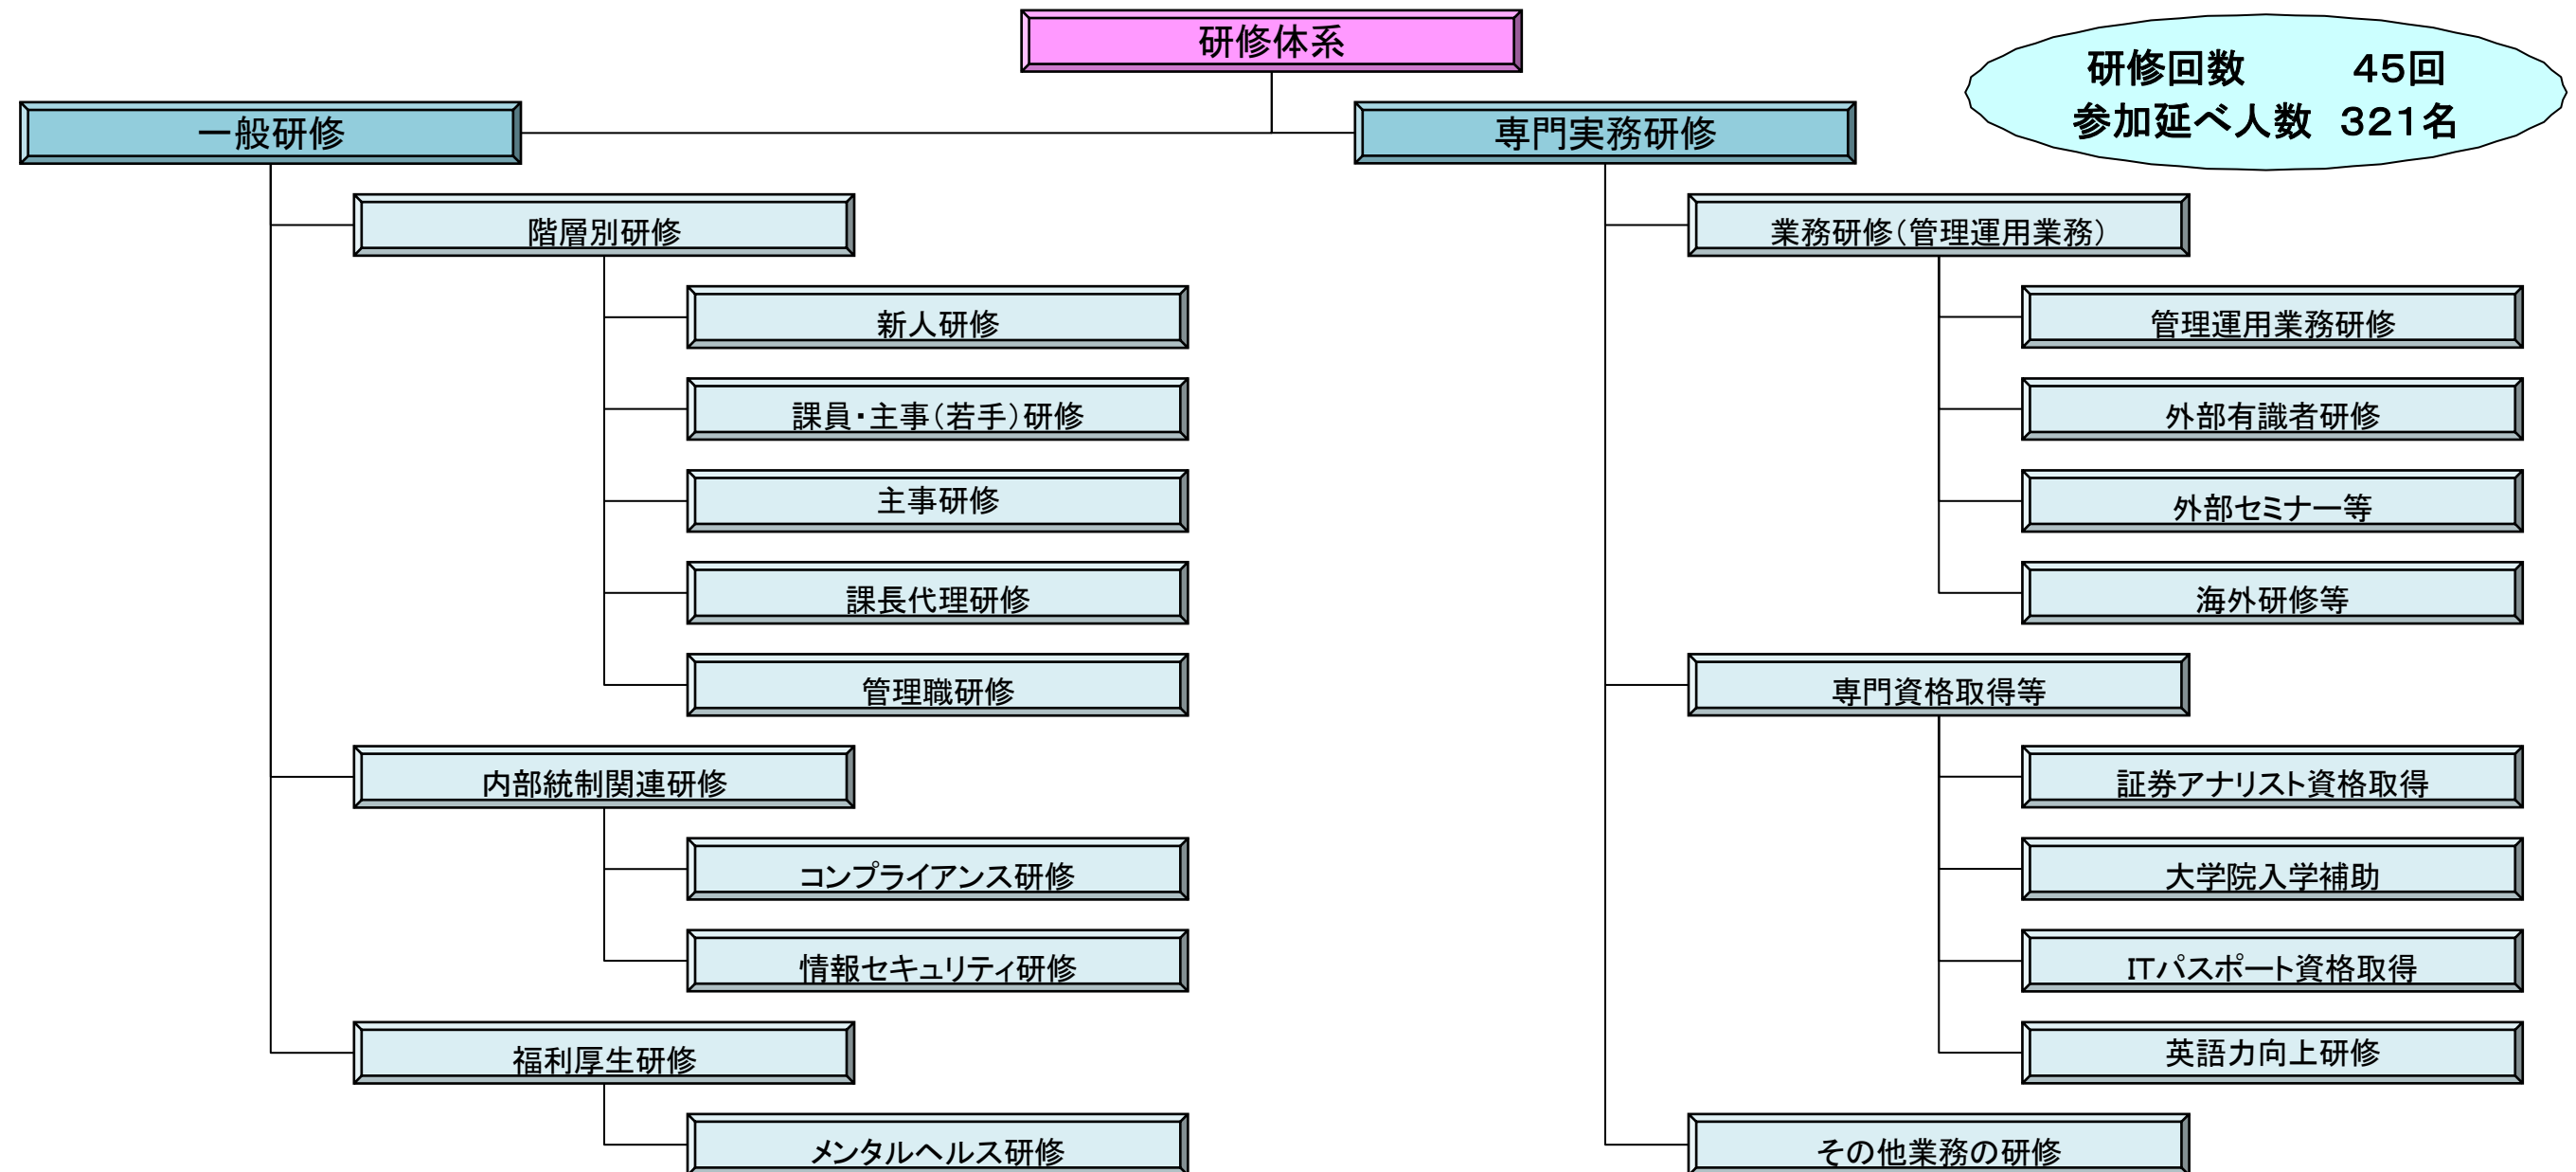 研修体系
研修回数　　　45回
参加延べ人数　321名
一般研修
専門実務研修
階層別研修
新人研修
課員・主事（若手）研修
主事研修
課長代理研修
管理職研修
内部統制関連研修
コンプライアンス研修
情報セキュリティ研修
福利厚生研修
メンタルヘルス研修
業務研修（管理運用業務）
管理運用業務研修
外部有識者研修
外部セミナー等
海外研修等
専門資格取得等
証券アナリスト資格取得
大学院入学補助
ITパスポート資格取得
英語力向上研修
その他業務の研修